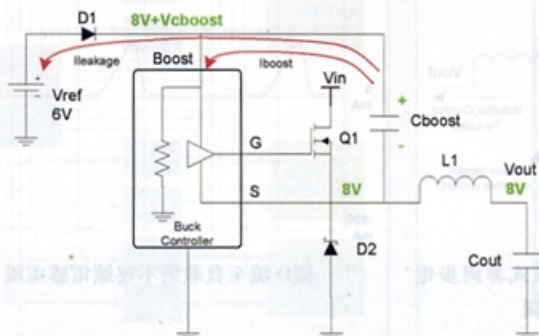 D1
8V+Vcboost
Ileakage
Boost
Iboost
Vin
Vref
6V
+
-
Cboost
G
Q1
L1
Vout
S
8V
8V
Buck
Controller
D2
Cout